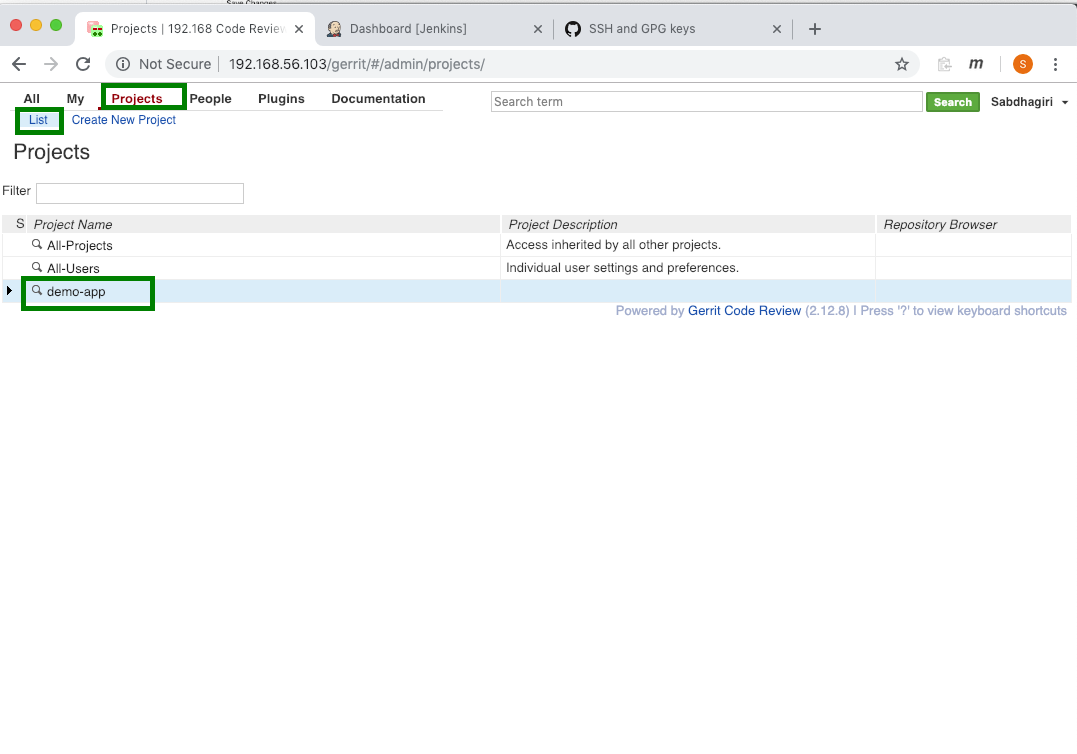 Save Changes
Projects | 192.168 Code Review
Dashboard [Jenkins]
SSH and GPG keys
Not Secure
192.168.56.103/gerrit/#/admin/projects/
m
S
All My Projects People Plugins Documentation
Search term
Search
Sabdhagiri
List Create New Project
Projects
Filter
S Project Name Project Description Repository Browser
All-Projects Access inherited by all other projects.
All-Users Individual user settings and preferences.
demo-app
Powered by Gerrit Code Review (2.12.8) | Press '?' to view keyboard shortcuts